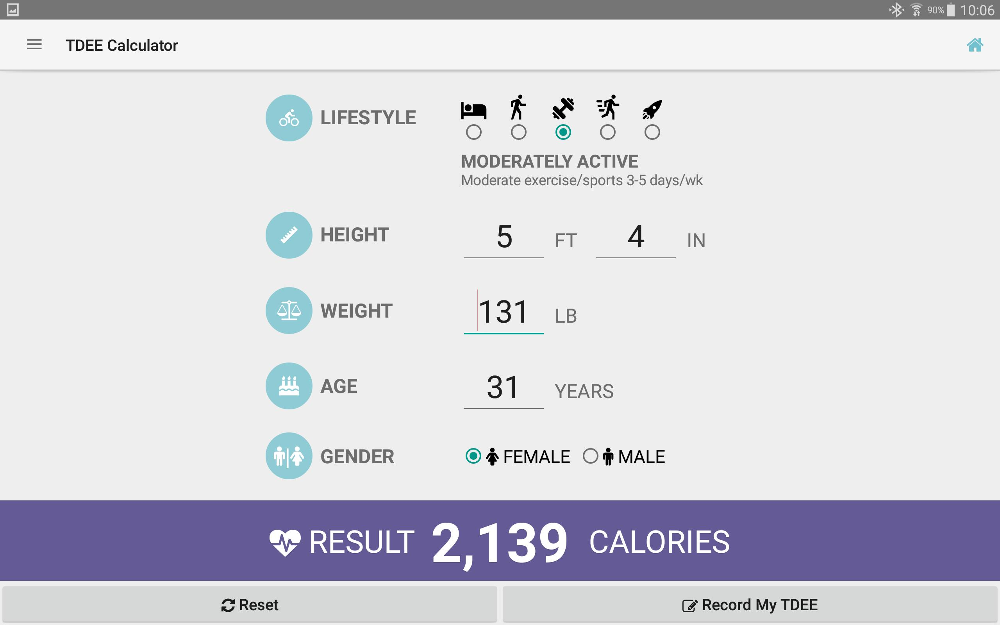 90% 10:06
TDEE Calculator
LIFESTYLE
MODERATELY ACTIVE
Moderate exercise/sports 3-5 days/wk
HEIGHT 5 FT 4 IN
WEIGHT 131 LB
AGE 31 YEARS
GENDER FEMALE MALE
RESULT 2,139 CALORIES
Reset Record My TDEE